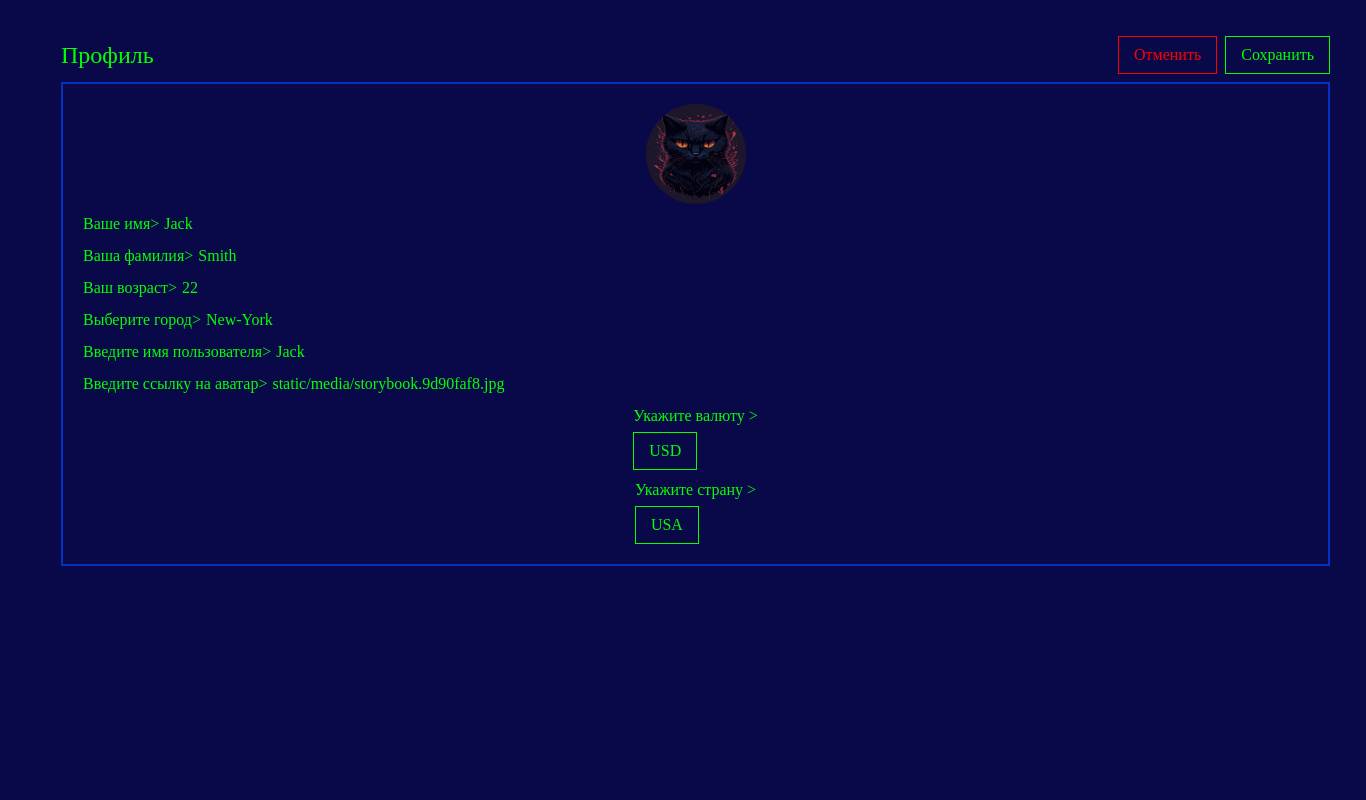 Профиль
Отменить
Сохранить
Ваше имя> Jack
Ваша фамилия> Smith
Ваш возраст> 22
Выберите город> New-York
Введите имя пользователя> Jack
Введите ссылку на аватар> static/media/storybook.9d90faf8.jpg
Укажите валюту >
USD
Укажите страну >
USA